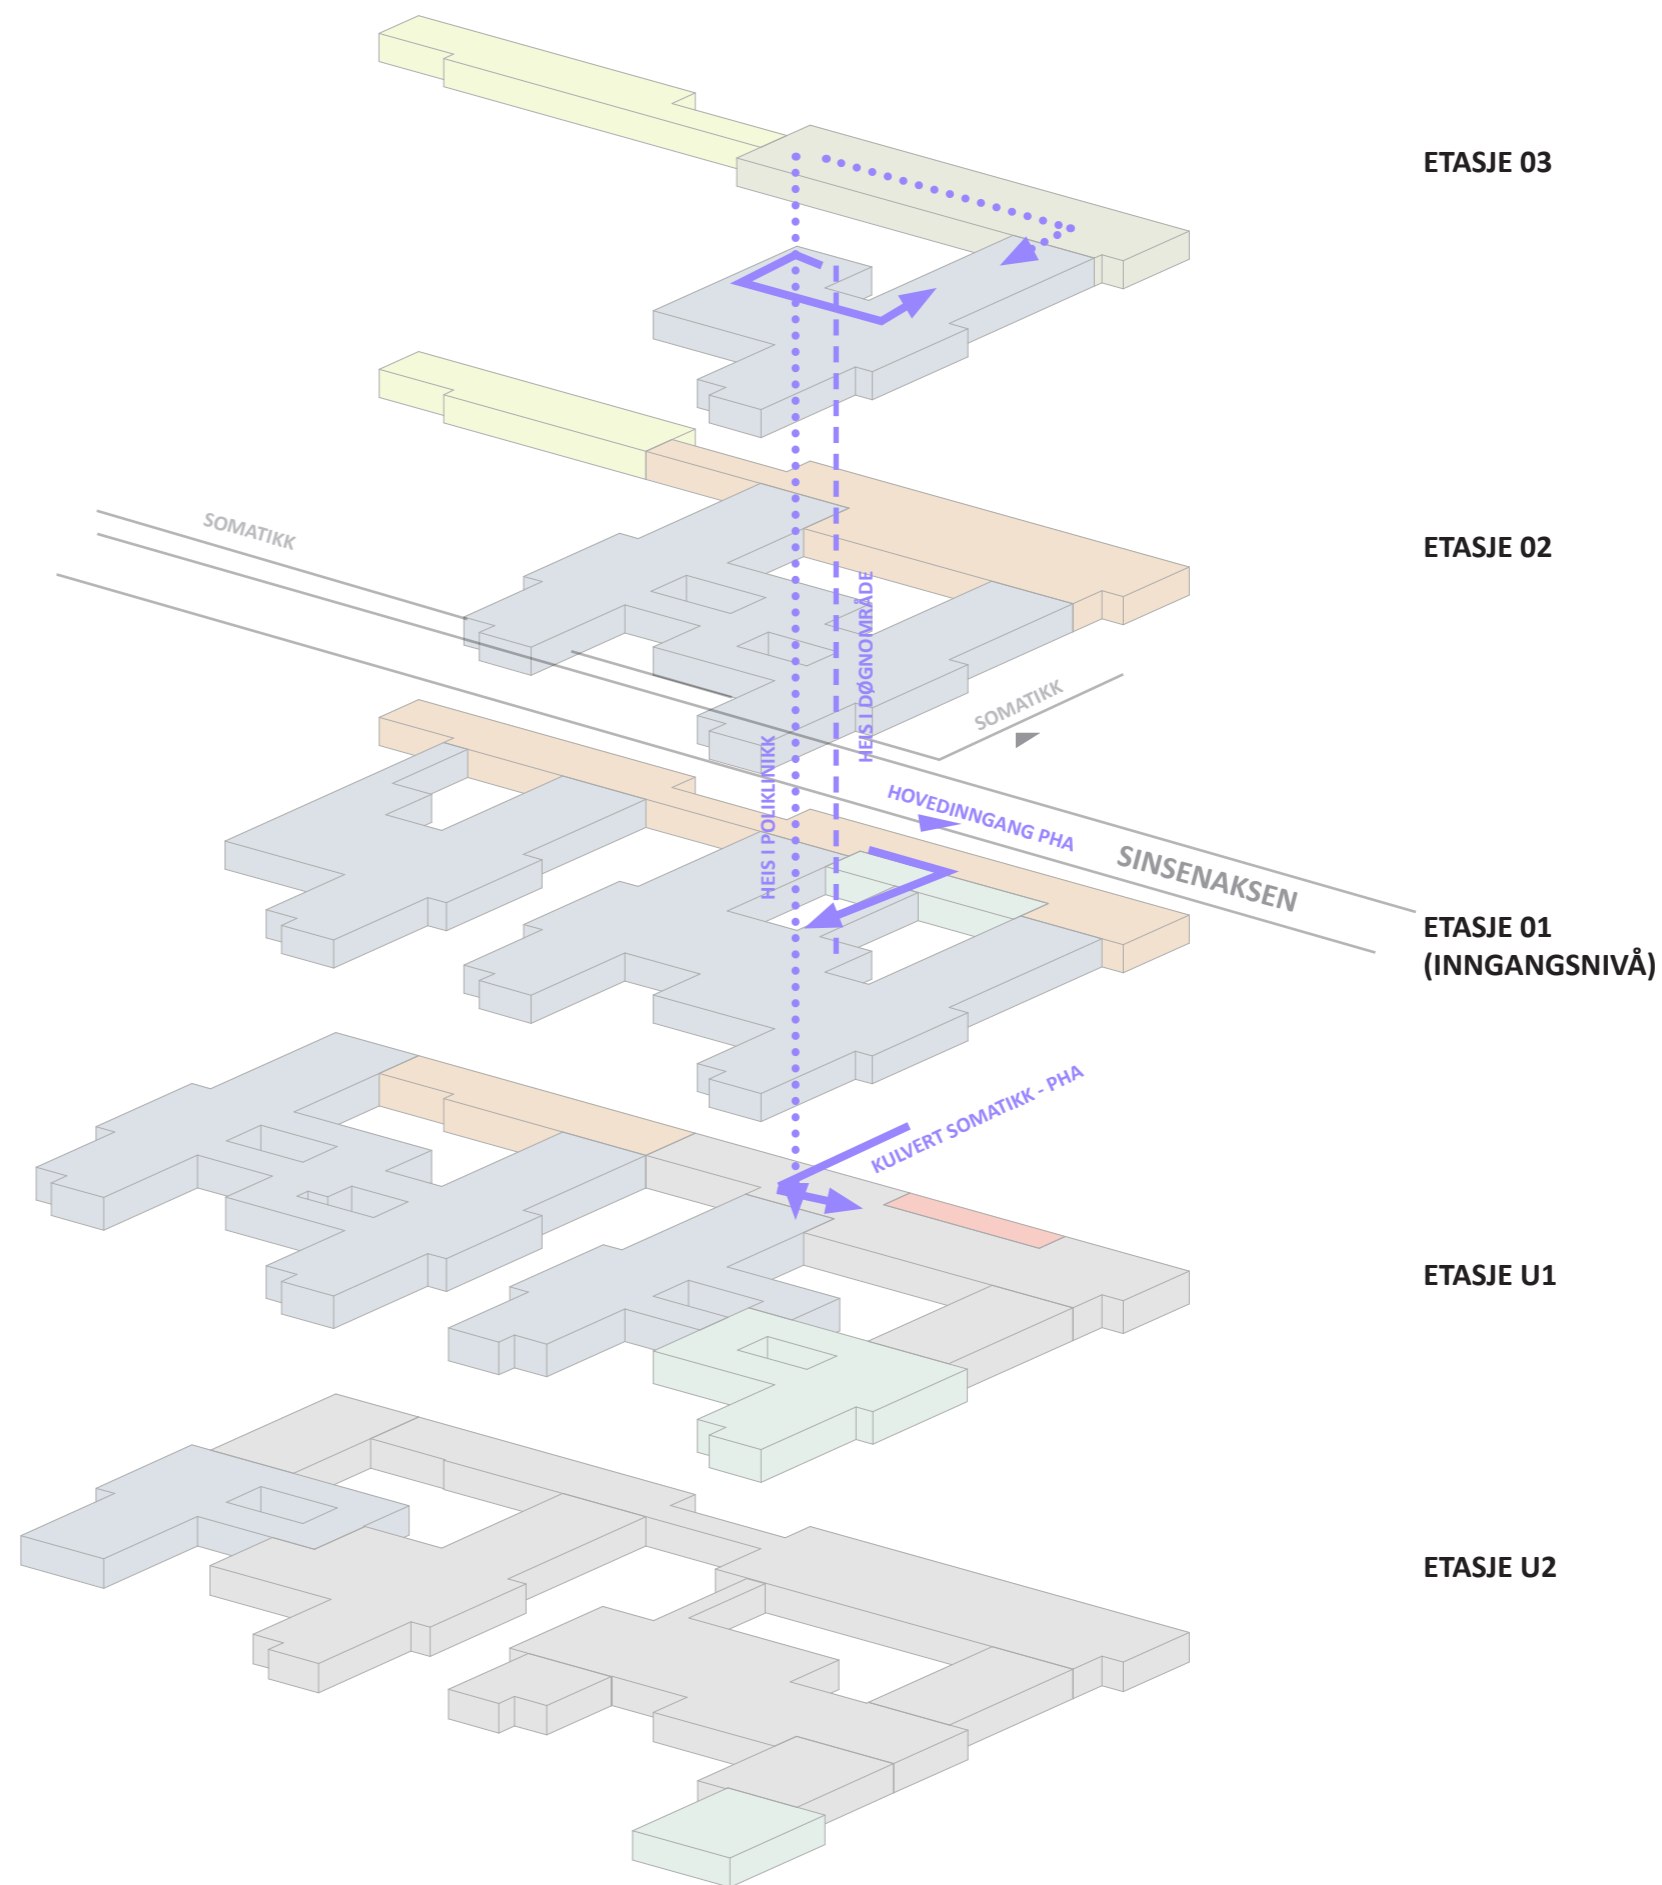 ETASJE 03
SOMATIKK
ETASJE 02
HEIS I DØGNOMRÅDE
SOMATIKK
HEIS I POLIKLINIKK
HOVEDINNGANG PHA
SINSENAKSEN
ETASJE 01
(INNGANGSNIVÅ)
KULVERT SOMATIKK - PHA
ETASJE U1
ETASJE U2